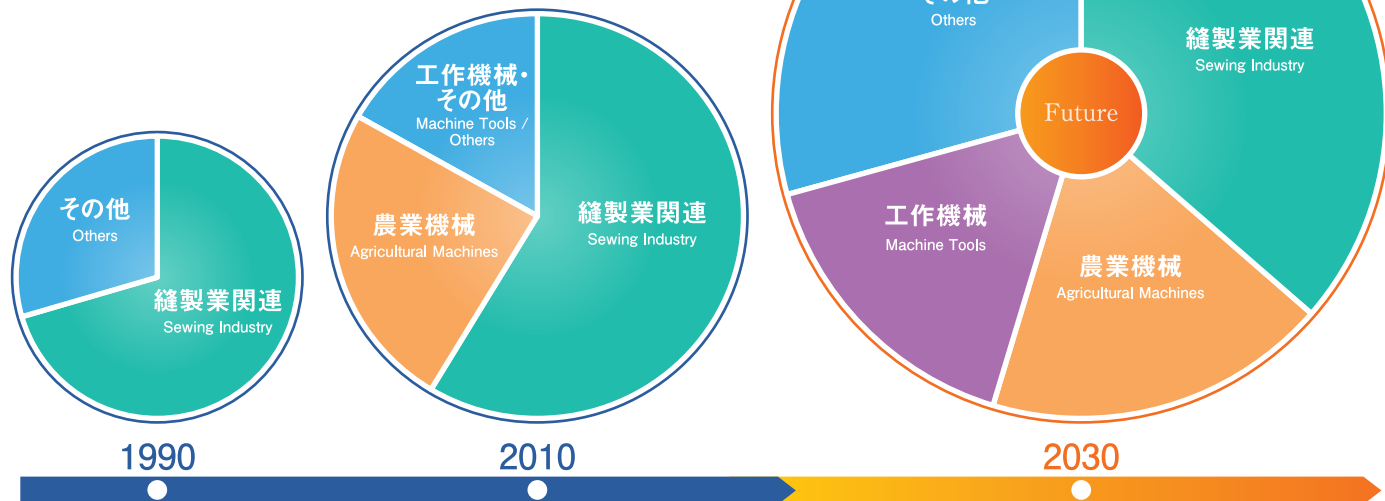 その他
Others
縫製業関連
Sewing Industry
1990
工作機械・
その他
Machine Tools /
Others
農業機械
Agricultural Machines
縫製業関連
Sewing Industry
2010
その他
Others
縫製業関連
Sewing Industry
Future
工作機械
Machine Tools
農業機械
Agricultural Machines
2030